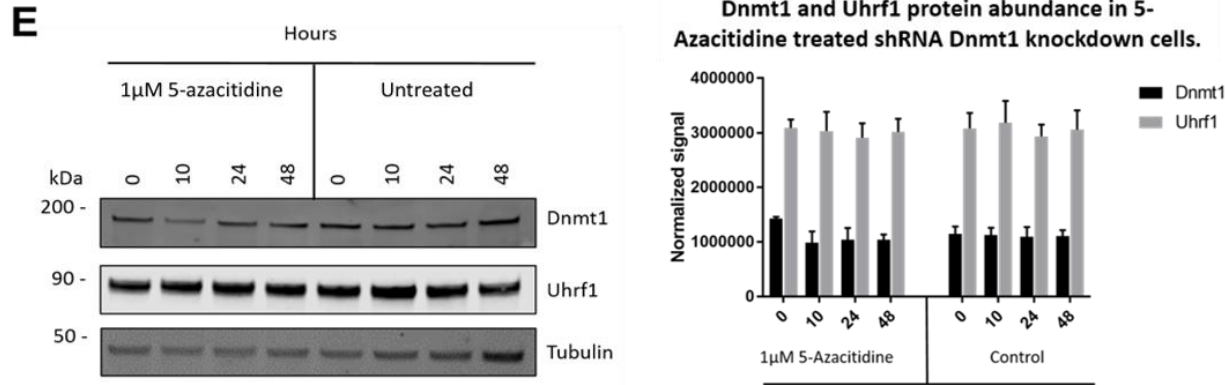 E
Hours
1µM 5-azacitidine
Untreated
kDa
0
10
24
48
0
10
24
48
200 -
Dnmt1
90 -
Uhrf1
50 -
Tubulin
Dnmt1 and Uhrf1 protein abundance in 5-
Azacitidine treated shRNA Dnmt1 knockdown cells.
Normalized signal
4000000
3000000
2000000
1000000
0
Dnmt1
Uhrf1
0
10
24
48
0
10
24
48
1µM 5-Azacitidine
Control